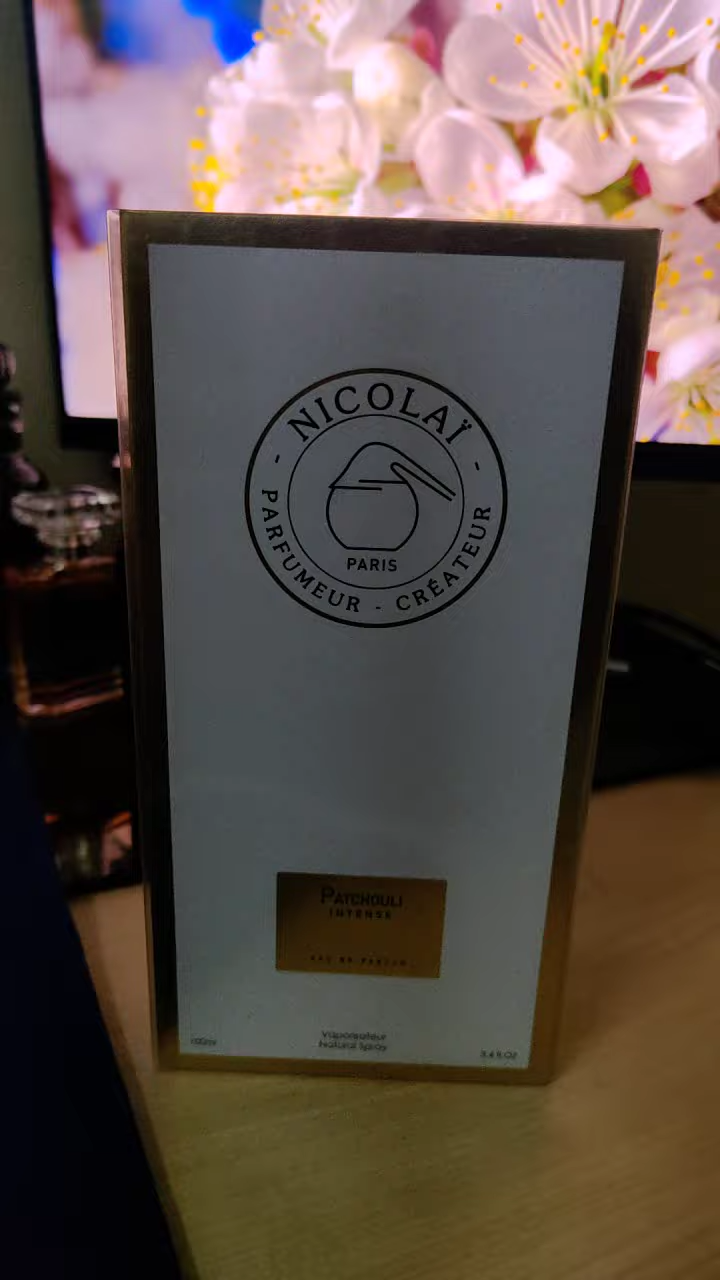 - NICOLAÏ -
PARFUMEUR - CRÉATEUR
PARIS
PATCHOULI
INTENSE
EAU DE PARFUM
100ml
Vaporisateur
Natural Spray
3.4 fl.oz